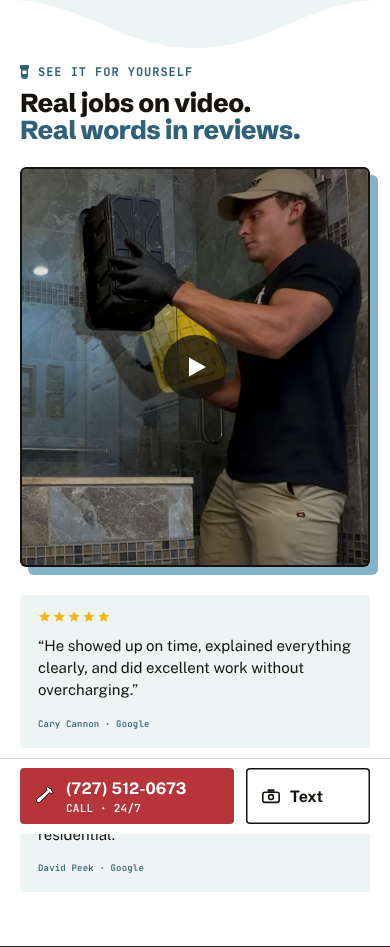 SEE IT FOR YOURSELF
Real jobs on video.
Real words in reviews.
“He showed up on time, explained everything
clearly, and did excellent work without
overcharging.”
Cary Cannon · Google
(727) 512-0673
CALL · 24/7
Text
residential.
David Peek · Google